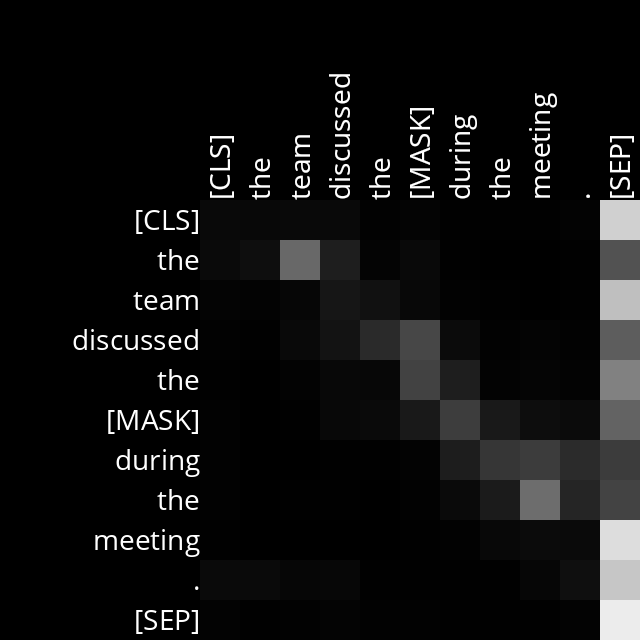 [CLS]
the
team
discussed
the
[MASK]
during
the
meeting
.
[SEP]
[CLS]
the
team
discussed
the
[MASK]
during
the
meeting
.
[SEP]